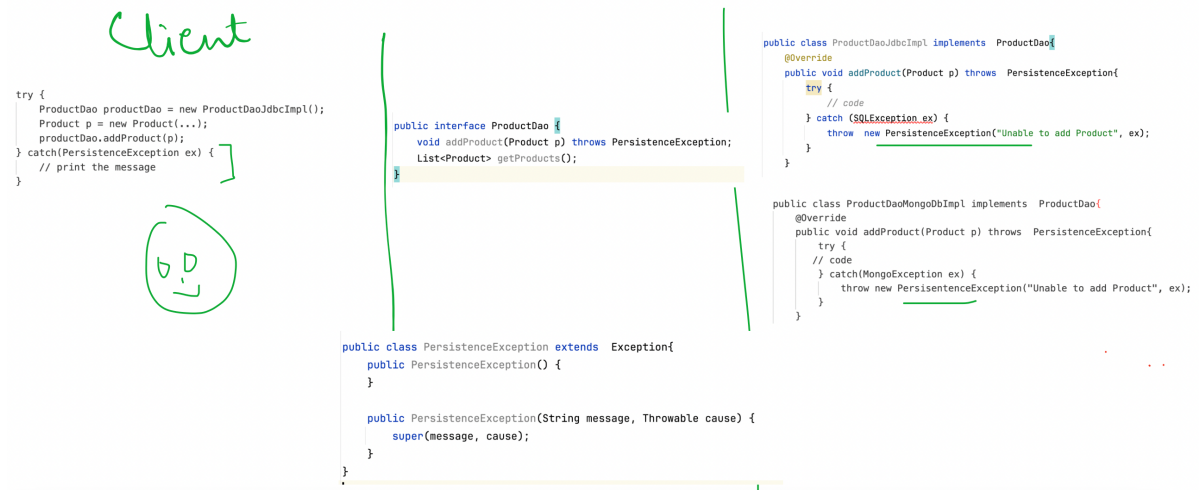 Client
try {
ProductDao productDao = new ProductDaoJdbcImpl();
Product p = new Product(...);
productDao.addProduct(p);
} catch(PersistenceException ex) {
// print the message
}
public interface ProductDao {
void addProduct(Product p) throws PersistenceException;
List<Product> getProducts();
}
public class ProductDaoJdbcImpl implements  ProductDao{
@Override
public void addProduct(Product p) throws  PersistenceException{
try {
// code
} catch (SQLException ex) {
throw  new PersistenceException("Unable to add Product", ex);
}
}
public class ProductDaoMongoDbImpl implements  ProductDao{
@Override
public void addProduct(Product p) throws  PersistenceException{
try {
// code
} catch(MongoException ex) {
throw new PersisentenceException("Unable to add Product", ex);
}
}
public class PersistenceException extends  Exception{
public PersistenceException() {
}
public PersistenceException(String message, Throwable cause) {
super(message, cause);
}
}